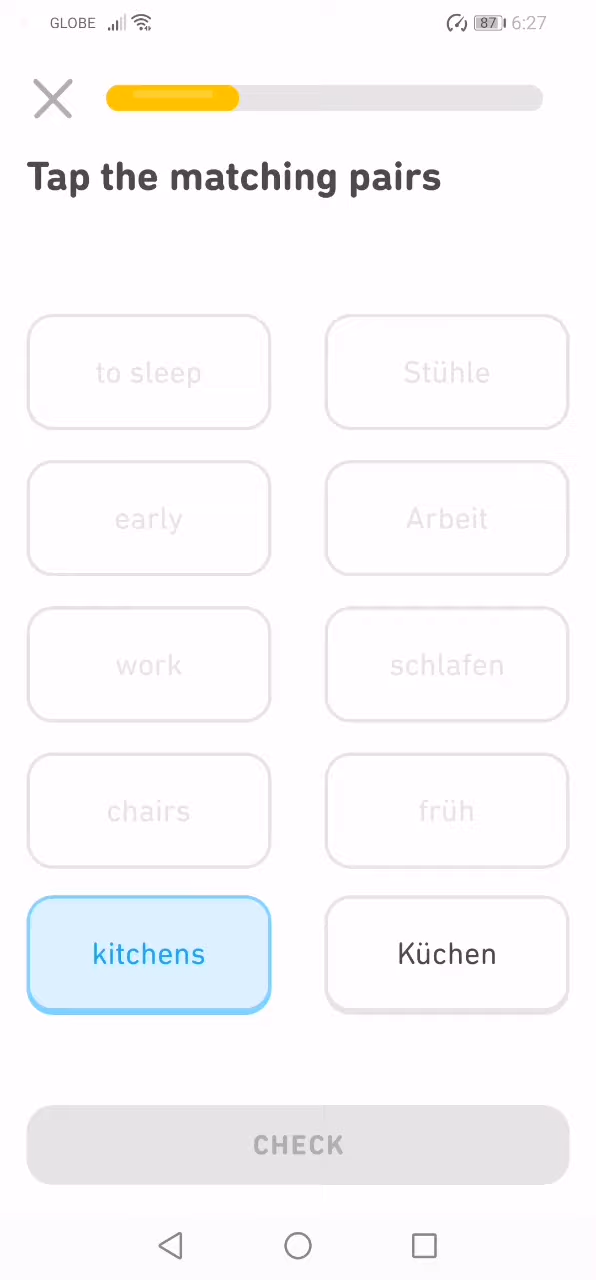 GLOBE 87 6:27
Tap the matching pairs
to sleep Stühle
early Arbeit
work schlafen
chairs früh
kitchens Küchen
CHECK